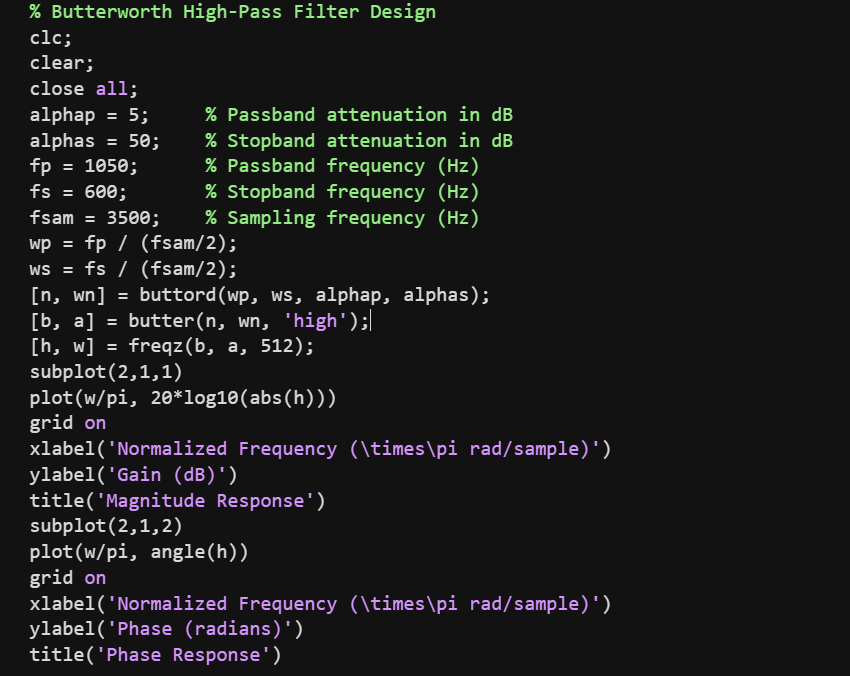 % Butterworth High-Pass Filter Design
clc;
clear;
close all;
alphap = 5;     % Passband attenuation in dB
alphas = 50;    % Stopband attenuation in dB
fp = 1050;      % Passband frequency (Hz)
fs = 600;       % Stopband frequency (Hz)
fsam = 3500;    % Sampling frequency (Hz)
wp = fp / (fsam/2);
ws = fs / (fsam/2);
[n, wn] = buttord(wp, ws, alphap, alphas);
[b, a] = butter(n, wn, 'high');
[h, w] = freqz(b, a, 512);
subplot(2,1,1)
plot(w/pi, 20*log10(abs(h)))
grid on
xlabel('Normalized Frequency (\times\pi rad/sample)')
ylabel('Gain (dB)')
title('Magnitude Response')
subplot(2,1,2)
plot(w/pi, angle(h))
grid on
xlabel('Normalized Frequency (\times\pi rad/sample)')
ylabel('Phase (radians)')
title('Phase Response')